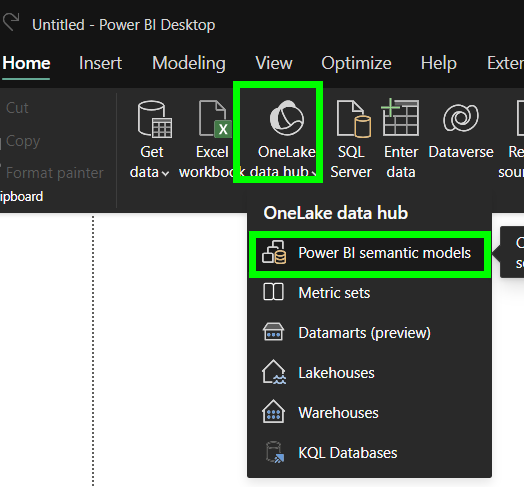 Untitled - Power BI Desktop
Home Insert Modeling View Optimize Help Exter
Cut
Copy
Format painter
lipboard
Get data
Excel workbook
OneLake data hub
SQL Server
Enter data
Dataverse
Re
sour
OneLake data hub
Power BI semantic models
Metric sets
Datamarts (preview)
Lakehouses
Warehouses
KQL Databases